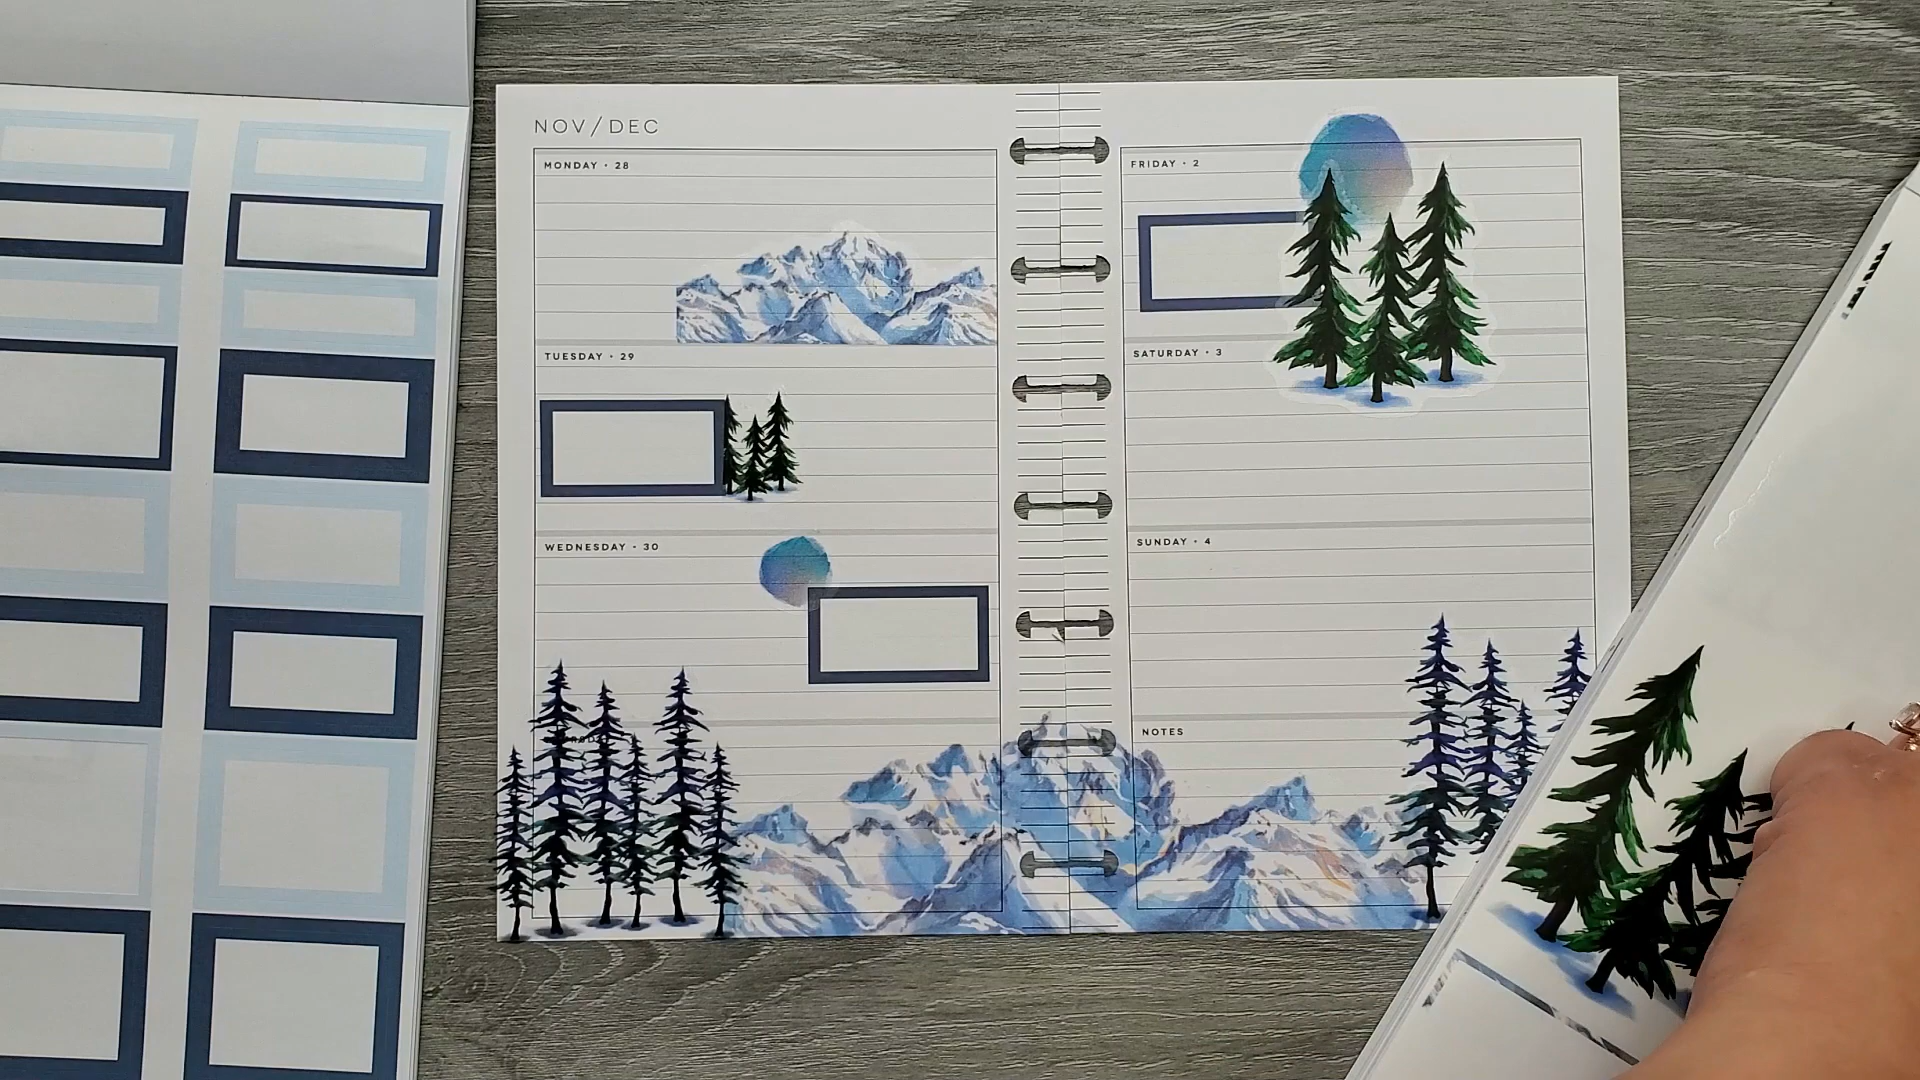 NOV/DEC
MONDAY • 28
TUESDAY • 29
WEDNESDAY • 30
FRIDAY • 2
SATURDAY • 3
SUNDAY • 4
NOTES